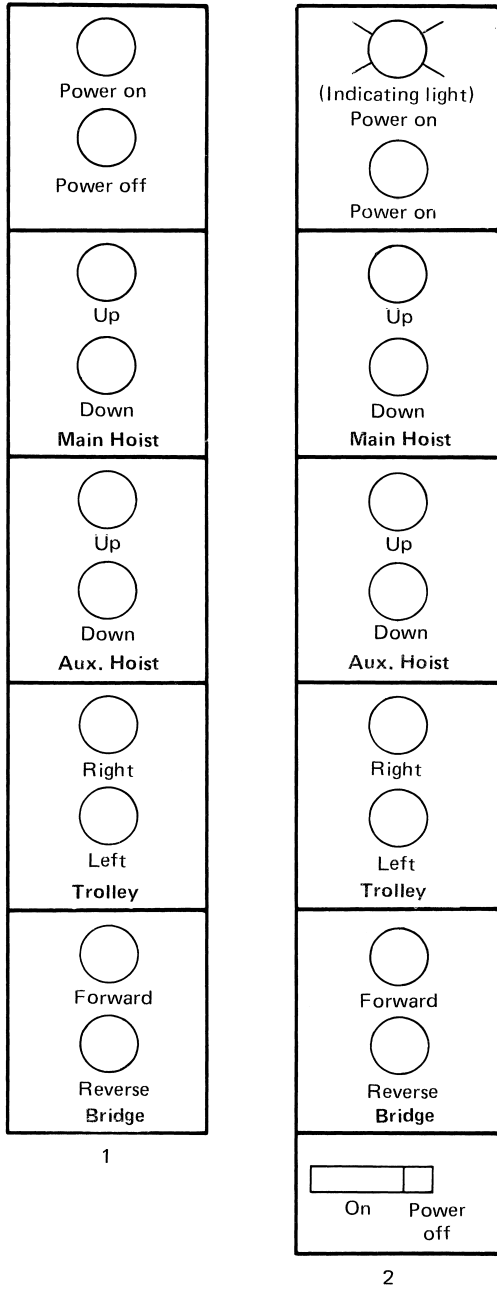 Power on
Power off
Up
Down
Main Hoist
Up
Down
Aux. Hoist
Right
Left
Trolley
Forward
Reverse
Bridge
1
(Indicating light)
Power on
Power on
Up
Down
Main Hoist
Up
Down
Aux. Hoist
Right
Left
Trolley
Forward
Reverse
Bridge
On Power
off
2